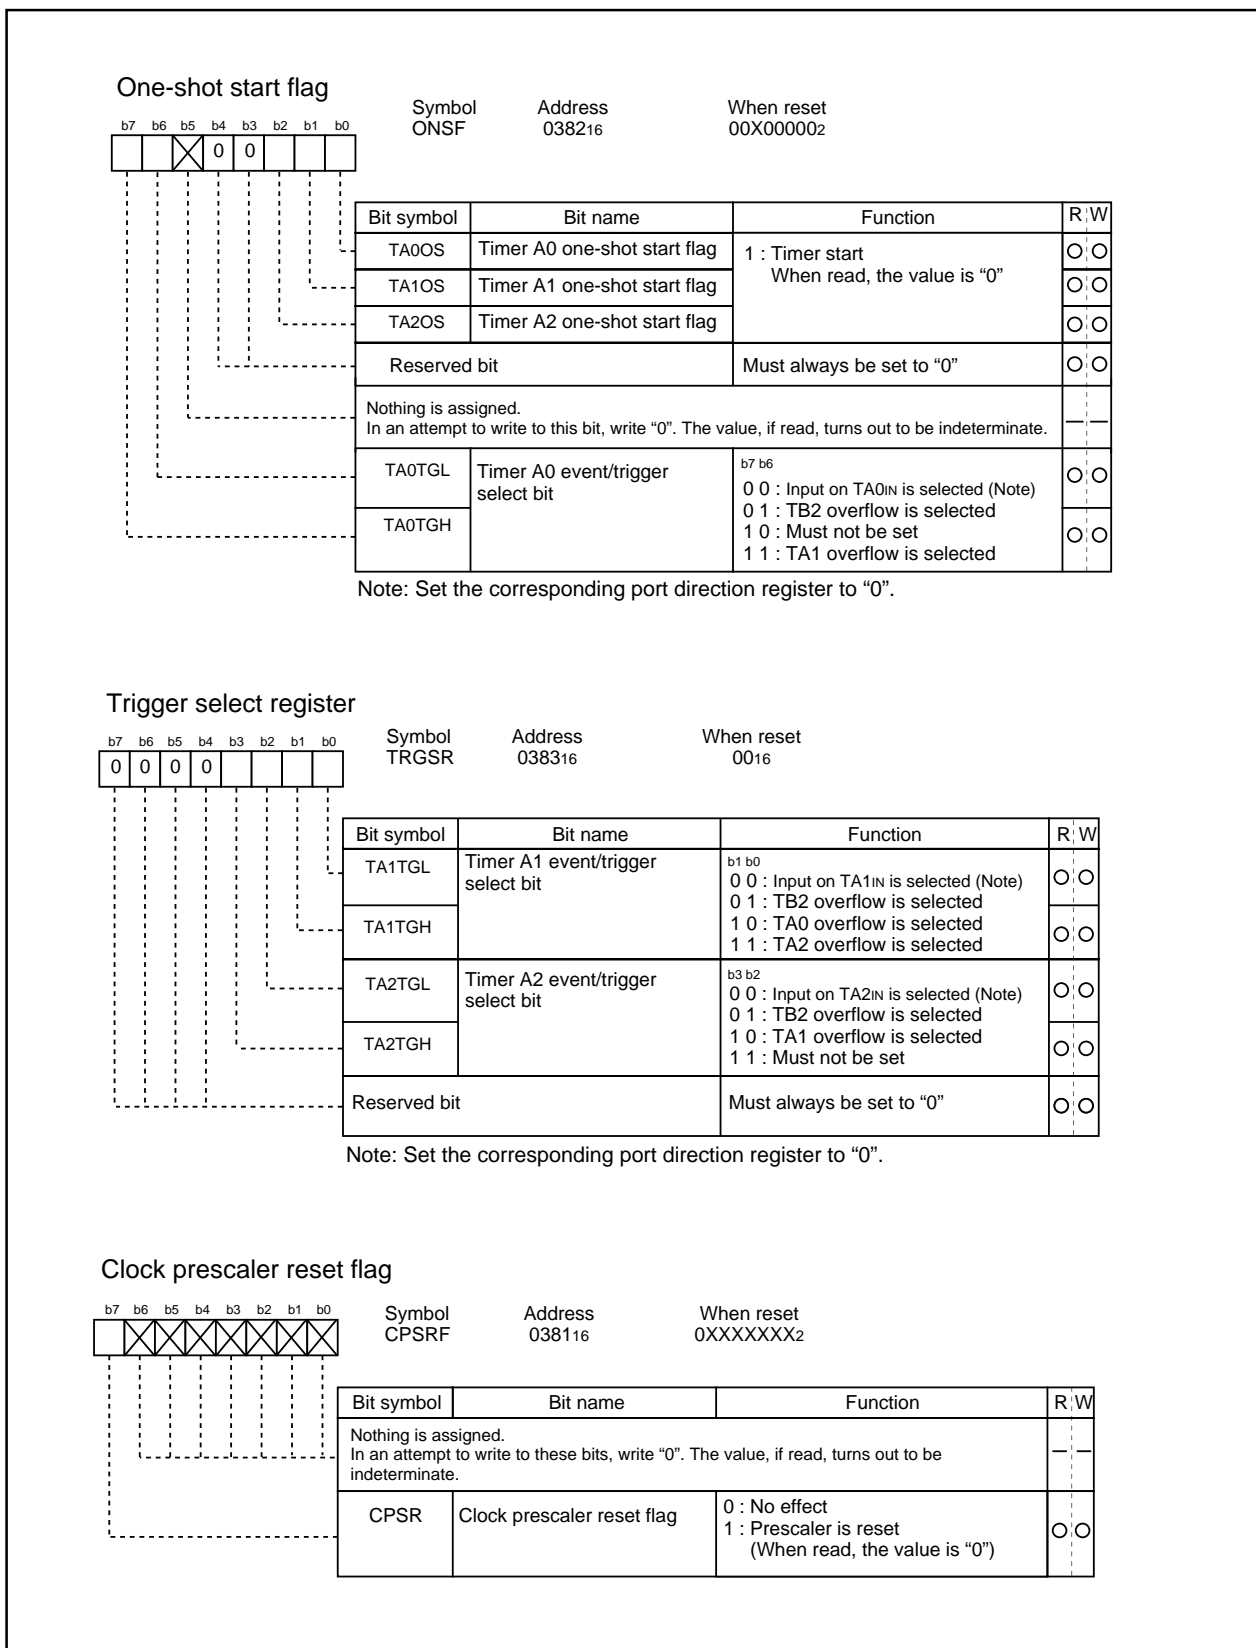 One-shot start flag
Symbol Address When reset
ONSF 038216 00X000002
b7 b6 b5 b4 b3 b2 b1 b0
0 0
Bit symbol Bit name Function R W
TA0OS Timer A0 one-shot start flag 1 : Timer start
When read, the value is “0”
TA1OS Timer A1 one-shot start flag
TA2OS Timer A2 one-shot start flag
Reserved bit Must always be set to “0”
Nothing is assigned.
In an attempt to write to this bit, write “0”. The value, if read, turns out to be indeterminate.
TA0TGL Timer A0 event/trigger
select bit
b7 b6
0 0 : Input on TA0IN is selected (Note)
0 1 : TB2 overflow is selected
TA0TGH 1 0 : Must not be set
1 1 : TA1 overflow is selected
Note: Set the corresponding port direction register to “0”.
Trigger select register
Symbol Address When reset
TRGSR 038316 0016
b7 b6 b5 b4 b3 b2 b1 b0
0 0 0 0
Bit symbol Bit name Function R W
TA1TGL Timer A1 event/trigger
select bit
b1 b0
0 0 : Input on TA1IN is selected (Note)
0 1 : TB2 overflow is selected
TA1TGH 1 0 : TA0 overflow is selected
1 1 : TA2 overflow is selected
TA2TGL Timer A2 event/trigger
select bit
b3 b2
0 0 : Input on TA2IN is selected (Note)
0 1 : TB2 overflow is selected
TA2TGH 1 0 : TA1 overflow is selected
1 1 : Must not be set
Reserved bit Must always be set to “0”
Note: Set the corresponding port direction register to “0”.
Clock prescaler reset flag
Symbol Address When reset
CPSRF 038116 0XXXXXXX2
b7 b6 b5 b4 b3 b2 b1 b0
Bit symbol Bit name Function R W
Nothing is assigned.
In an attempt to write to these bits, write “0”. The value, if read, turns out to be
indeterminate.
CPSR Clock prescaler reset flag 0 : No effect
1 : Prescaler is reset
(When read, the value is “0”)